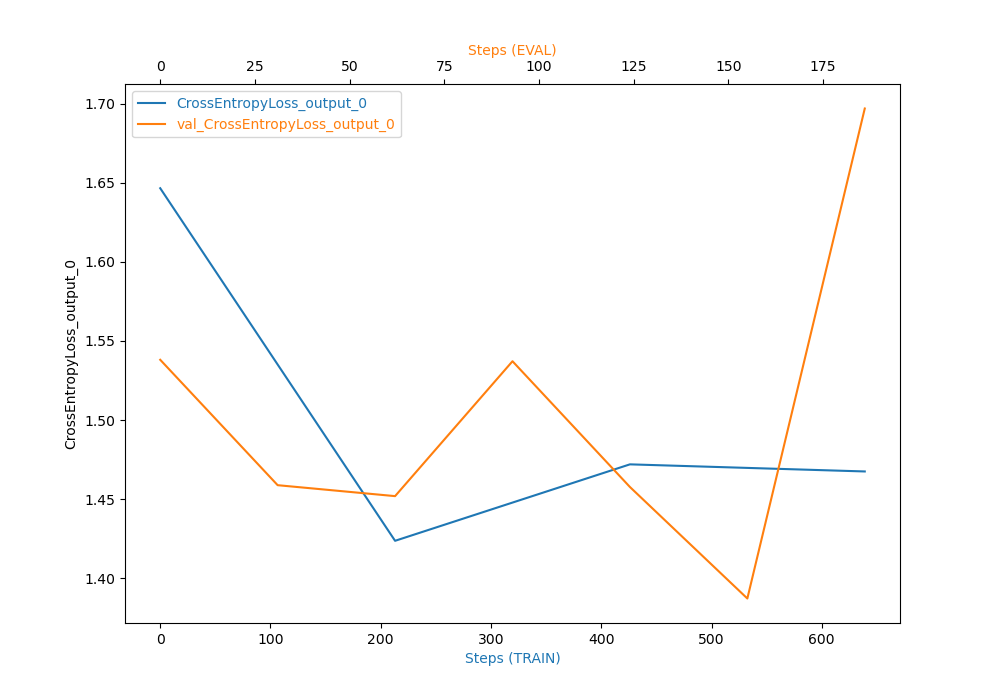 Steps (EVAL)
0 25 50 75 100 125 150 175
CrossEntropyLoss_output_0
val_CrossEntropyLoss_output_0
1.70
1.65
1.60
1.55
1.50
1.45
1.40
CrossEntropyLoss_output_0
0 100 200 300 400 500 600
Steps (TRAIN)